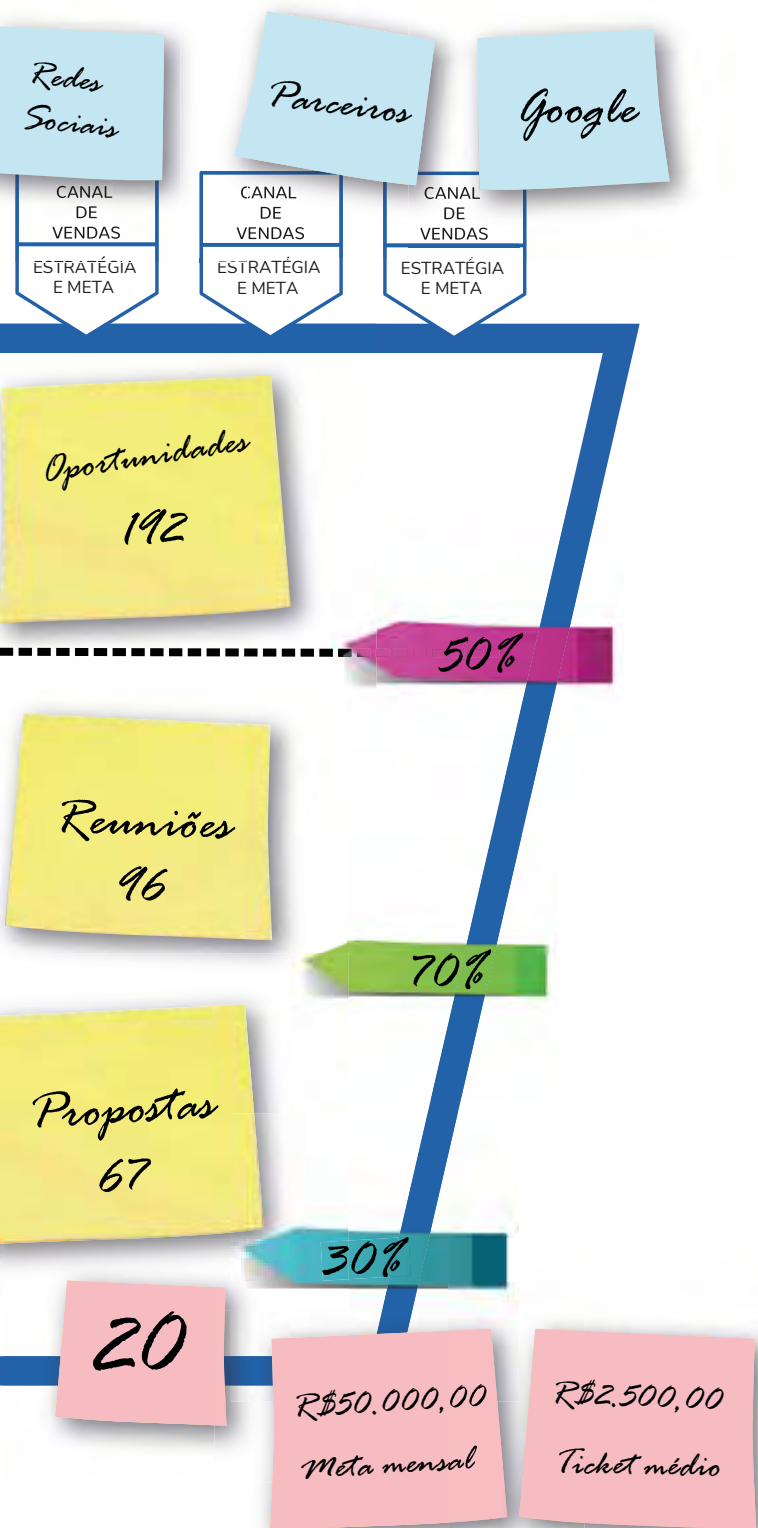 Redes
Sociais
Parceiros
Google
CANAL
DE
VENDAS
ESTRATÉGIA
E META
CANAL
DE
VENDAS
ESTRATÉGIA
E META
CANAL
DE
VENDAS
ESTRATÉGIA
E META
Oportunidades
192
50%
Reuniões
96
70%
Propostas
67
30%
20
R$50.000,00
Meta mensal
R$2.500,00
Ticket médio